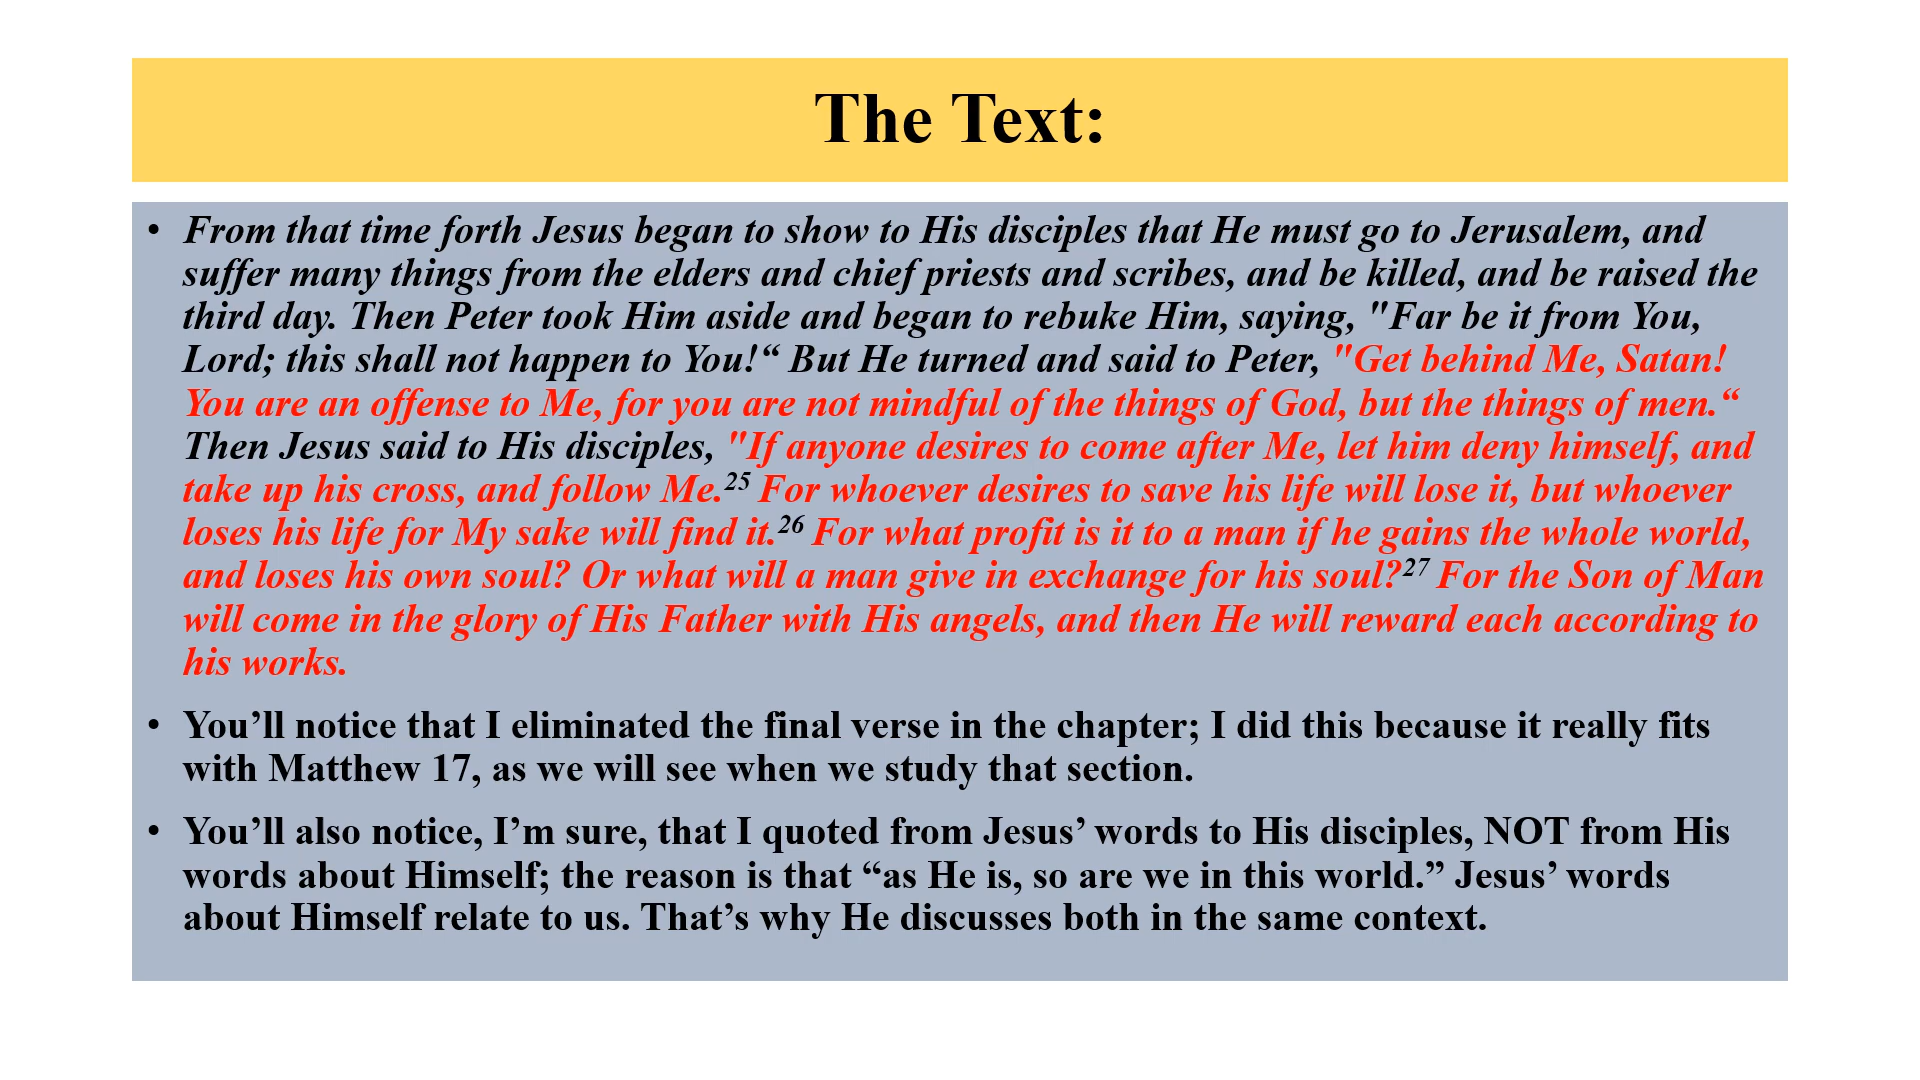 The Text:
• From that time forth Jesus began to show to His disciples that He must go to Jerusalem, and
suffer many things from the elders and chief priests and scribes, and be killed, and be raised the
third day. Then Peter took Him aside and began to rebuke Him, saying, "Far be it from You,
Lord; this shall not happen to You!“ But He turned and said to Peter, "Get behind Me, Satan!
You are an offense to Me, for you are not mindful of the things of God, but the things of men.“
Then Jesus said to His disciples, "If anyone desires to come after Me, let him deny himself, and
take up his cross, and follow Me.25 For whoever desires to save his life will lose it, but whoever
loses his life for My sake will find it.26 For what profit is it to a man if he gains the whole world,
and loses his own soul? Or what will a man give in exchange for his soul?27 For the Son of Man
will come in the glory of His Father with His angels, and then He will reward each according to
his works.
• You’ll notice that I eliminated the final verse in the chapter; I did this because it really fits
with Matthew 17, as we will see when we study that section.
• You’ll also notice, I’m sure, that I quoted from Jesus’ words to His disciples, NOT from His
words about Himself; the reason is that “as He is, so are we in this world.” Jesus’ words
about Himself relate to us. That’s why He discusses both in the same context.